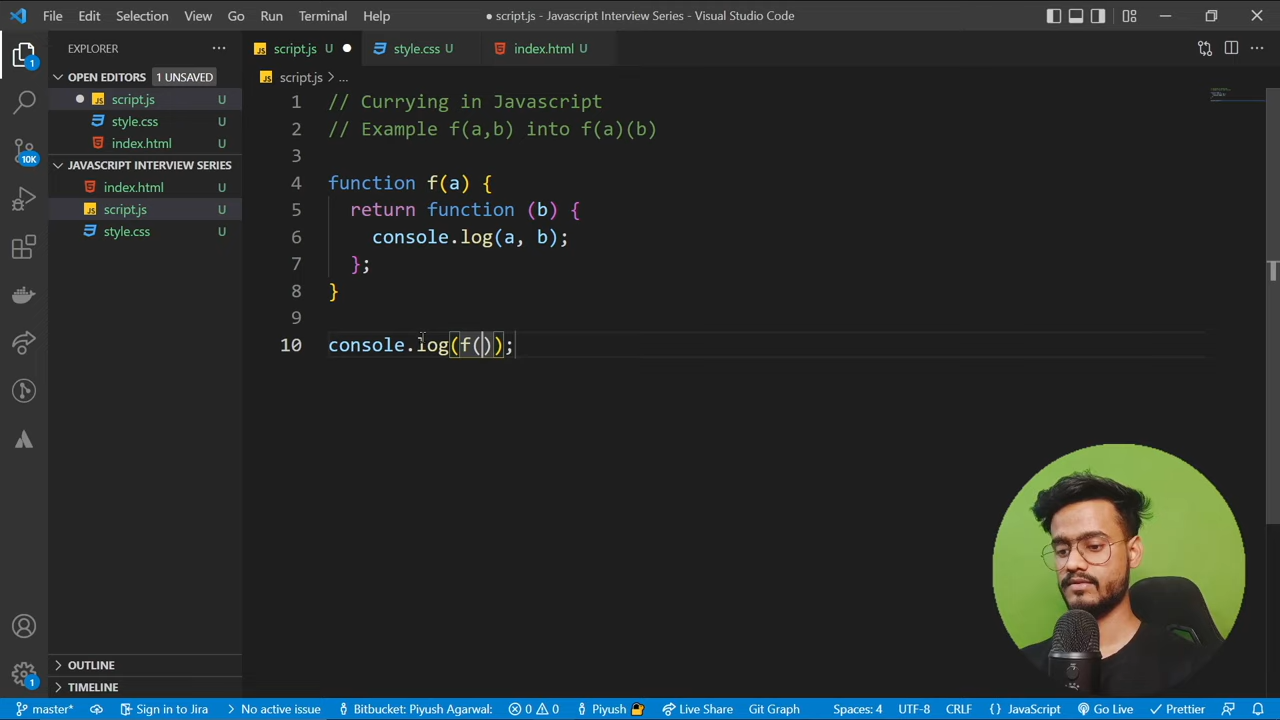 File Edit Selection View Go Run Terminal Help
● script.js - Javascript Interview Series - Visual Studio Code
EXPLORER
OPEN EDITORS 1 UNSAVED
script.js U
style.css U
index.html U
JAVASCRIPT INTERVIEW SERIES
index.html U
script.js U
style.css U
OUTLINE
TIMELINE
1
10K
1
script.js U
style.css U
index.html U
script.js > ...
1 // Currying in Javascript
2 // Example f(a,b) into f(a)(b)
3
4 function f(a) {
5 return function (b) {
6 console.log(a, b);
7 };
8 }
9
10 console.log(f());
master* Sign in to Jira No active issue Bitbucket: Piyush Agarwal: 0 0 Piyush Live Share Git Graph Spaces: 4 UTF-8 CRLF {} JavaScript Go Live Prettier